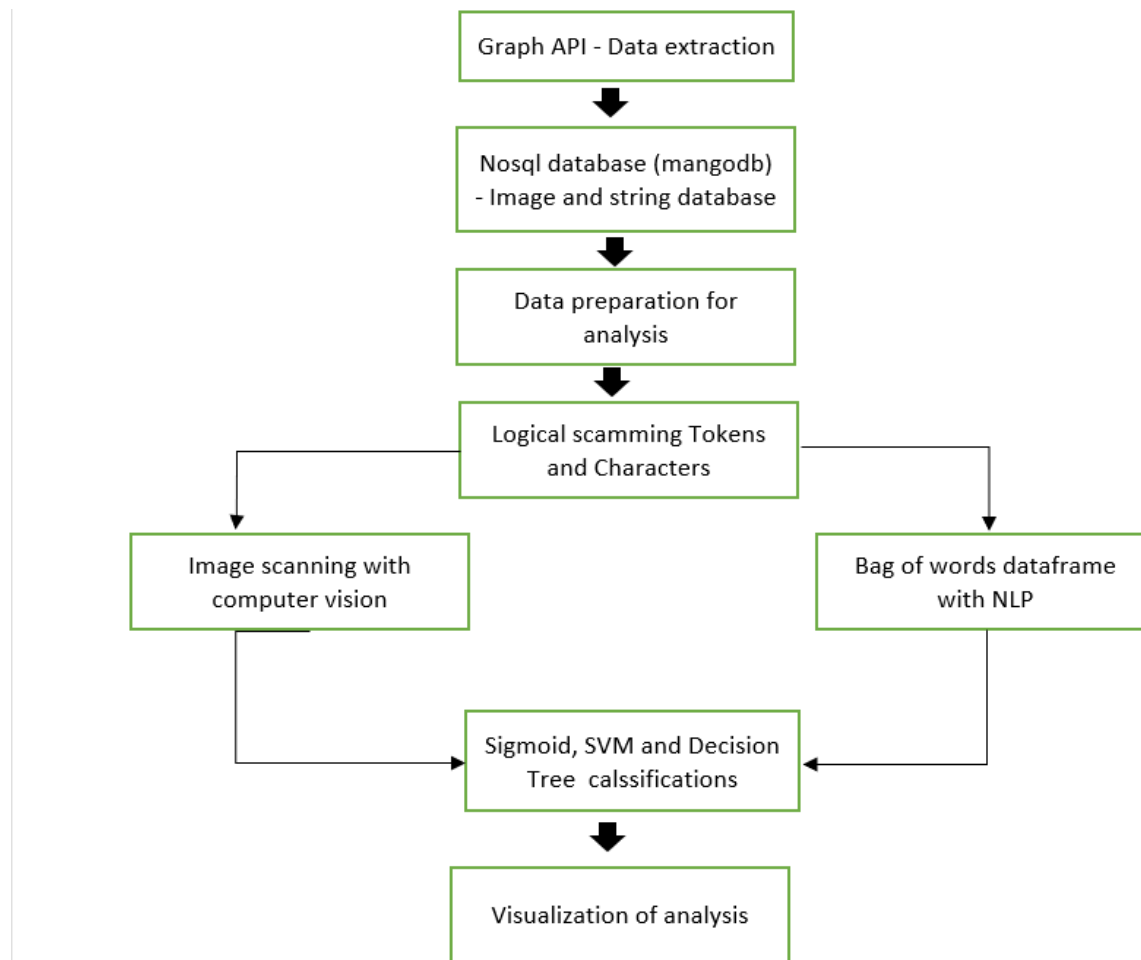 Graph API - Data extraction
Nosql database (mangodb)
- Image and string database
Data preparation for
analysis
Logical scamming Tokens
and Characters
Image scanning with
computer vision
Bag of words dataframe
with NLP
Sigmoid, SVM and Decision
Tree calssifications
Visualization of analysis